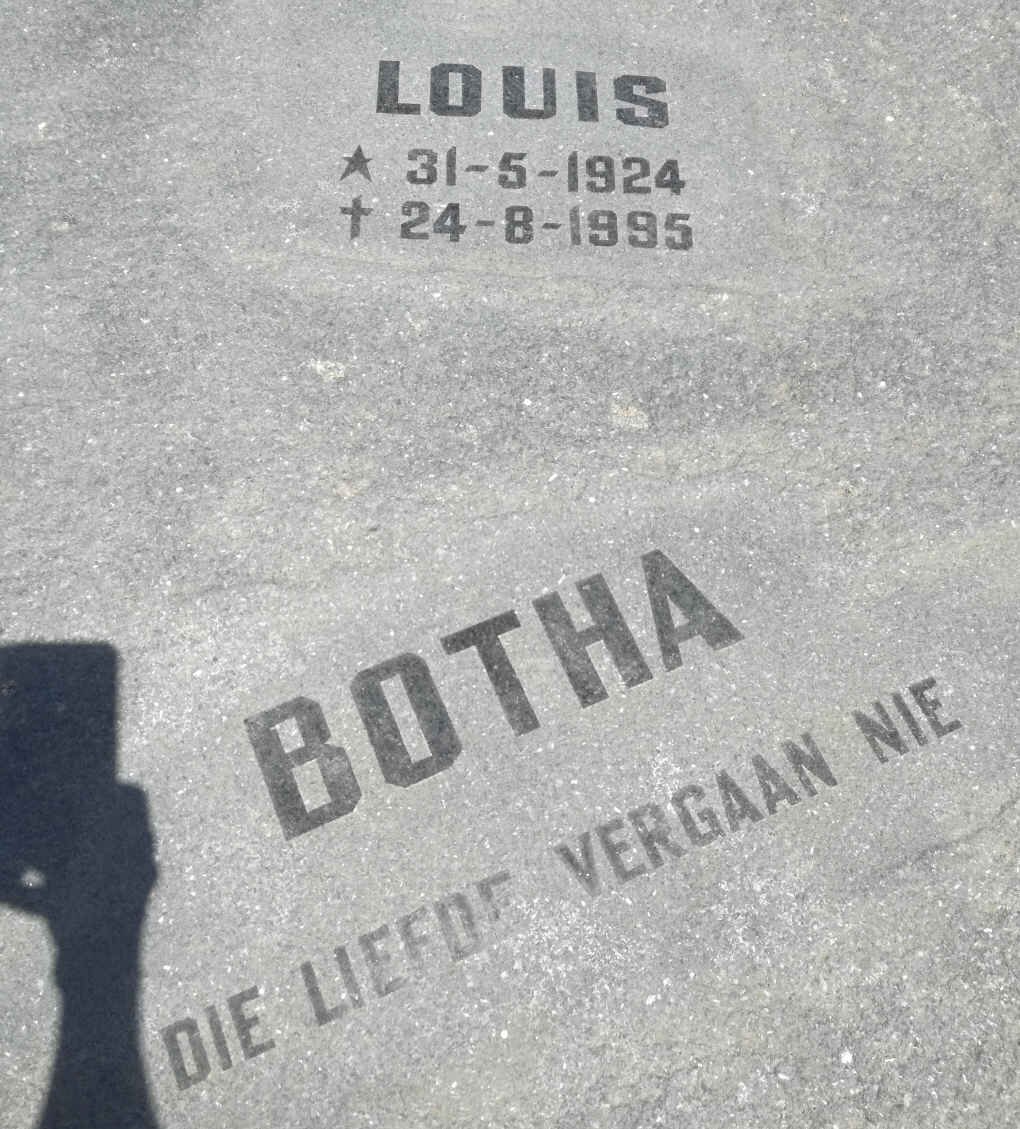 LOUIS
★ 31-5-1924
✝ 24-8-1995
BOTHA
DIE LIEFDE VERGAAN NIE